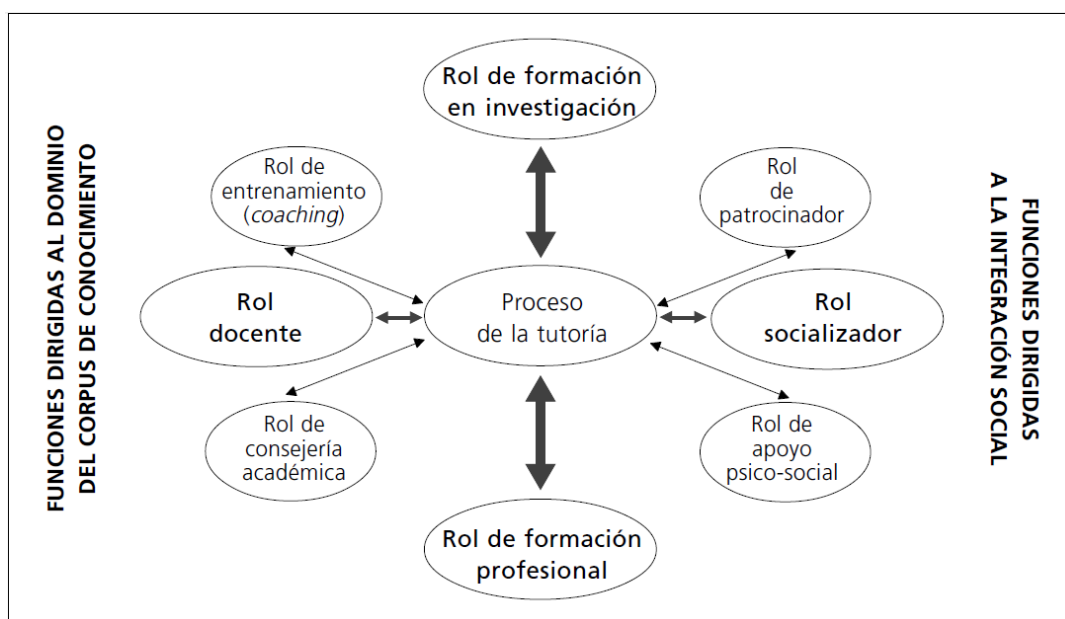 Rol de formación
en investigación
FUNCIONES DIRIGIDAS AL DOMINIO
DEL CORPUS DE CONOCIMIENTO
Rol de
entrenamiento
(coaching)
Rol
de
patrocinador
FUNCIONES DIRIGIDAS
A LA INTEGRACIÓN SOCIAL
Rol
docente
Proceso
de la tutoría
Rol
socializador
Rol de
consejería
académica
Rol de
apoyo
psico-social
Rol de formación
profesional